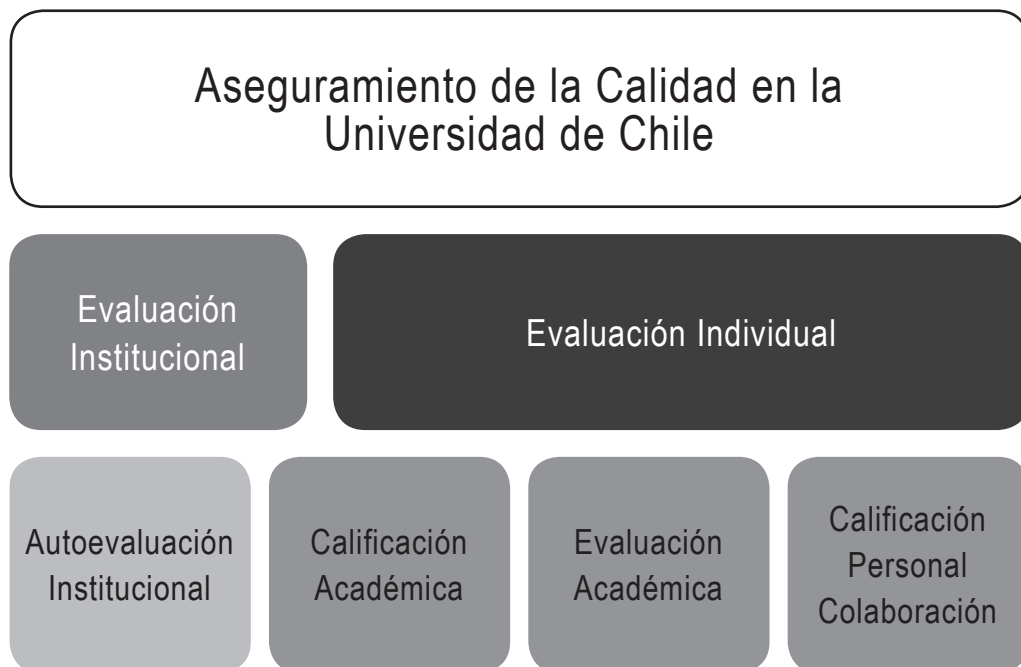 Aseguramiento de la Calidad en la
Universidad de Chile
Evaluación
Institucional
Evaluación Individual
Autoevaluación
Institucional
Calificación
Académica
Evaluación
Académica
Calificación
Personal
Colaboración